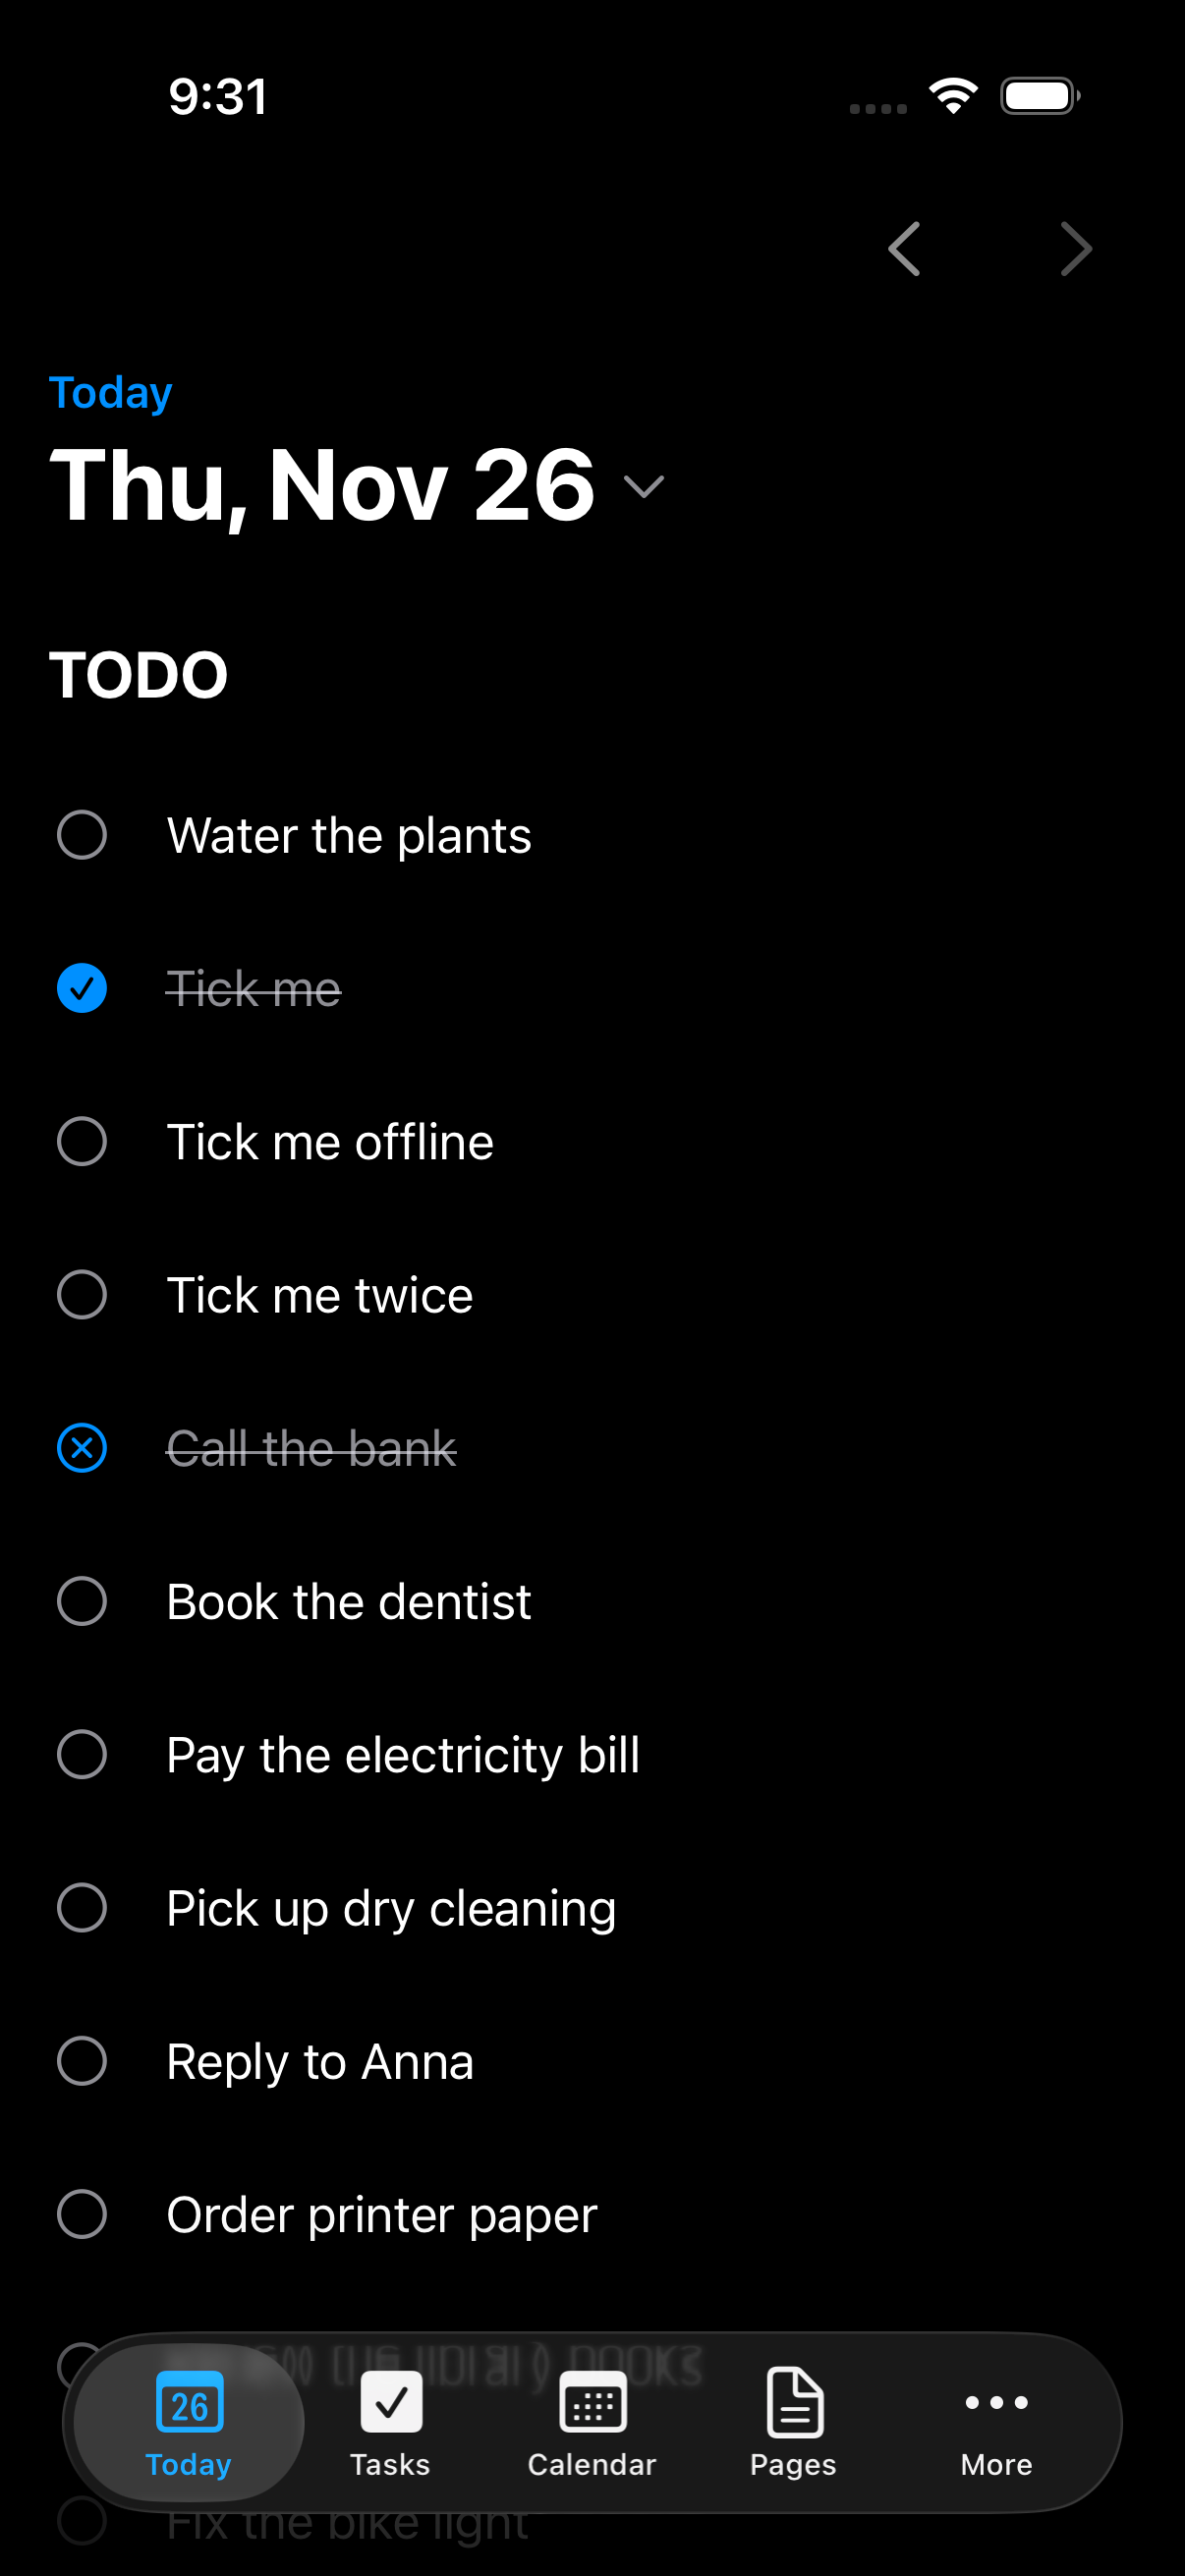 9:31
Today
Thu, Nov 26
TODO
Water the plants
Tick me
Tick me offline
Tick me twice
Call the bank
Book the dentist
Pay the electricity bill
Pick up dry cleaning
Reply to Anna
Order printer paper
books
26
Today
Tasks
Calendar
Pages
More
Fix the bike light